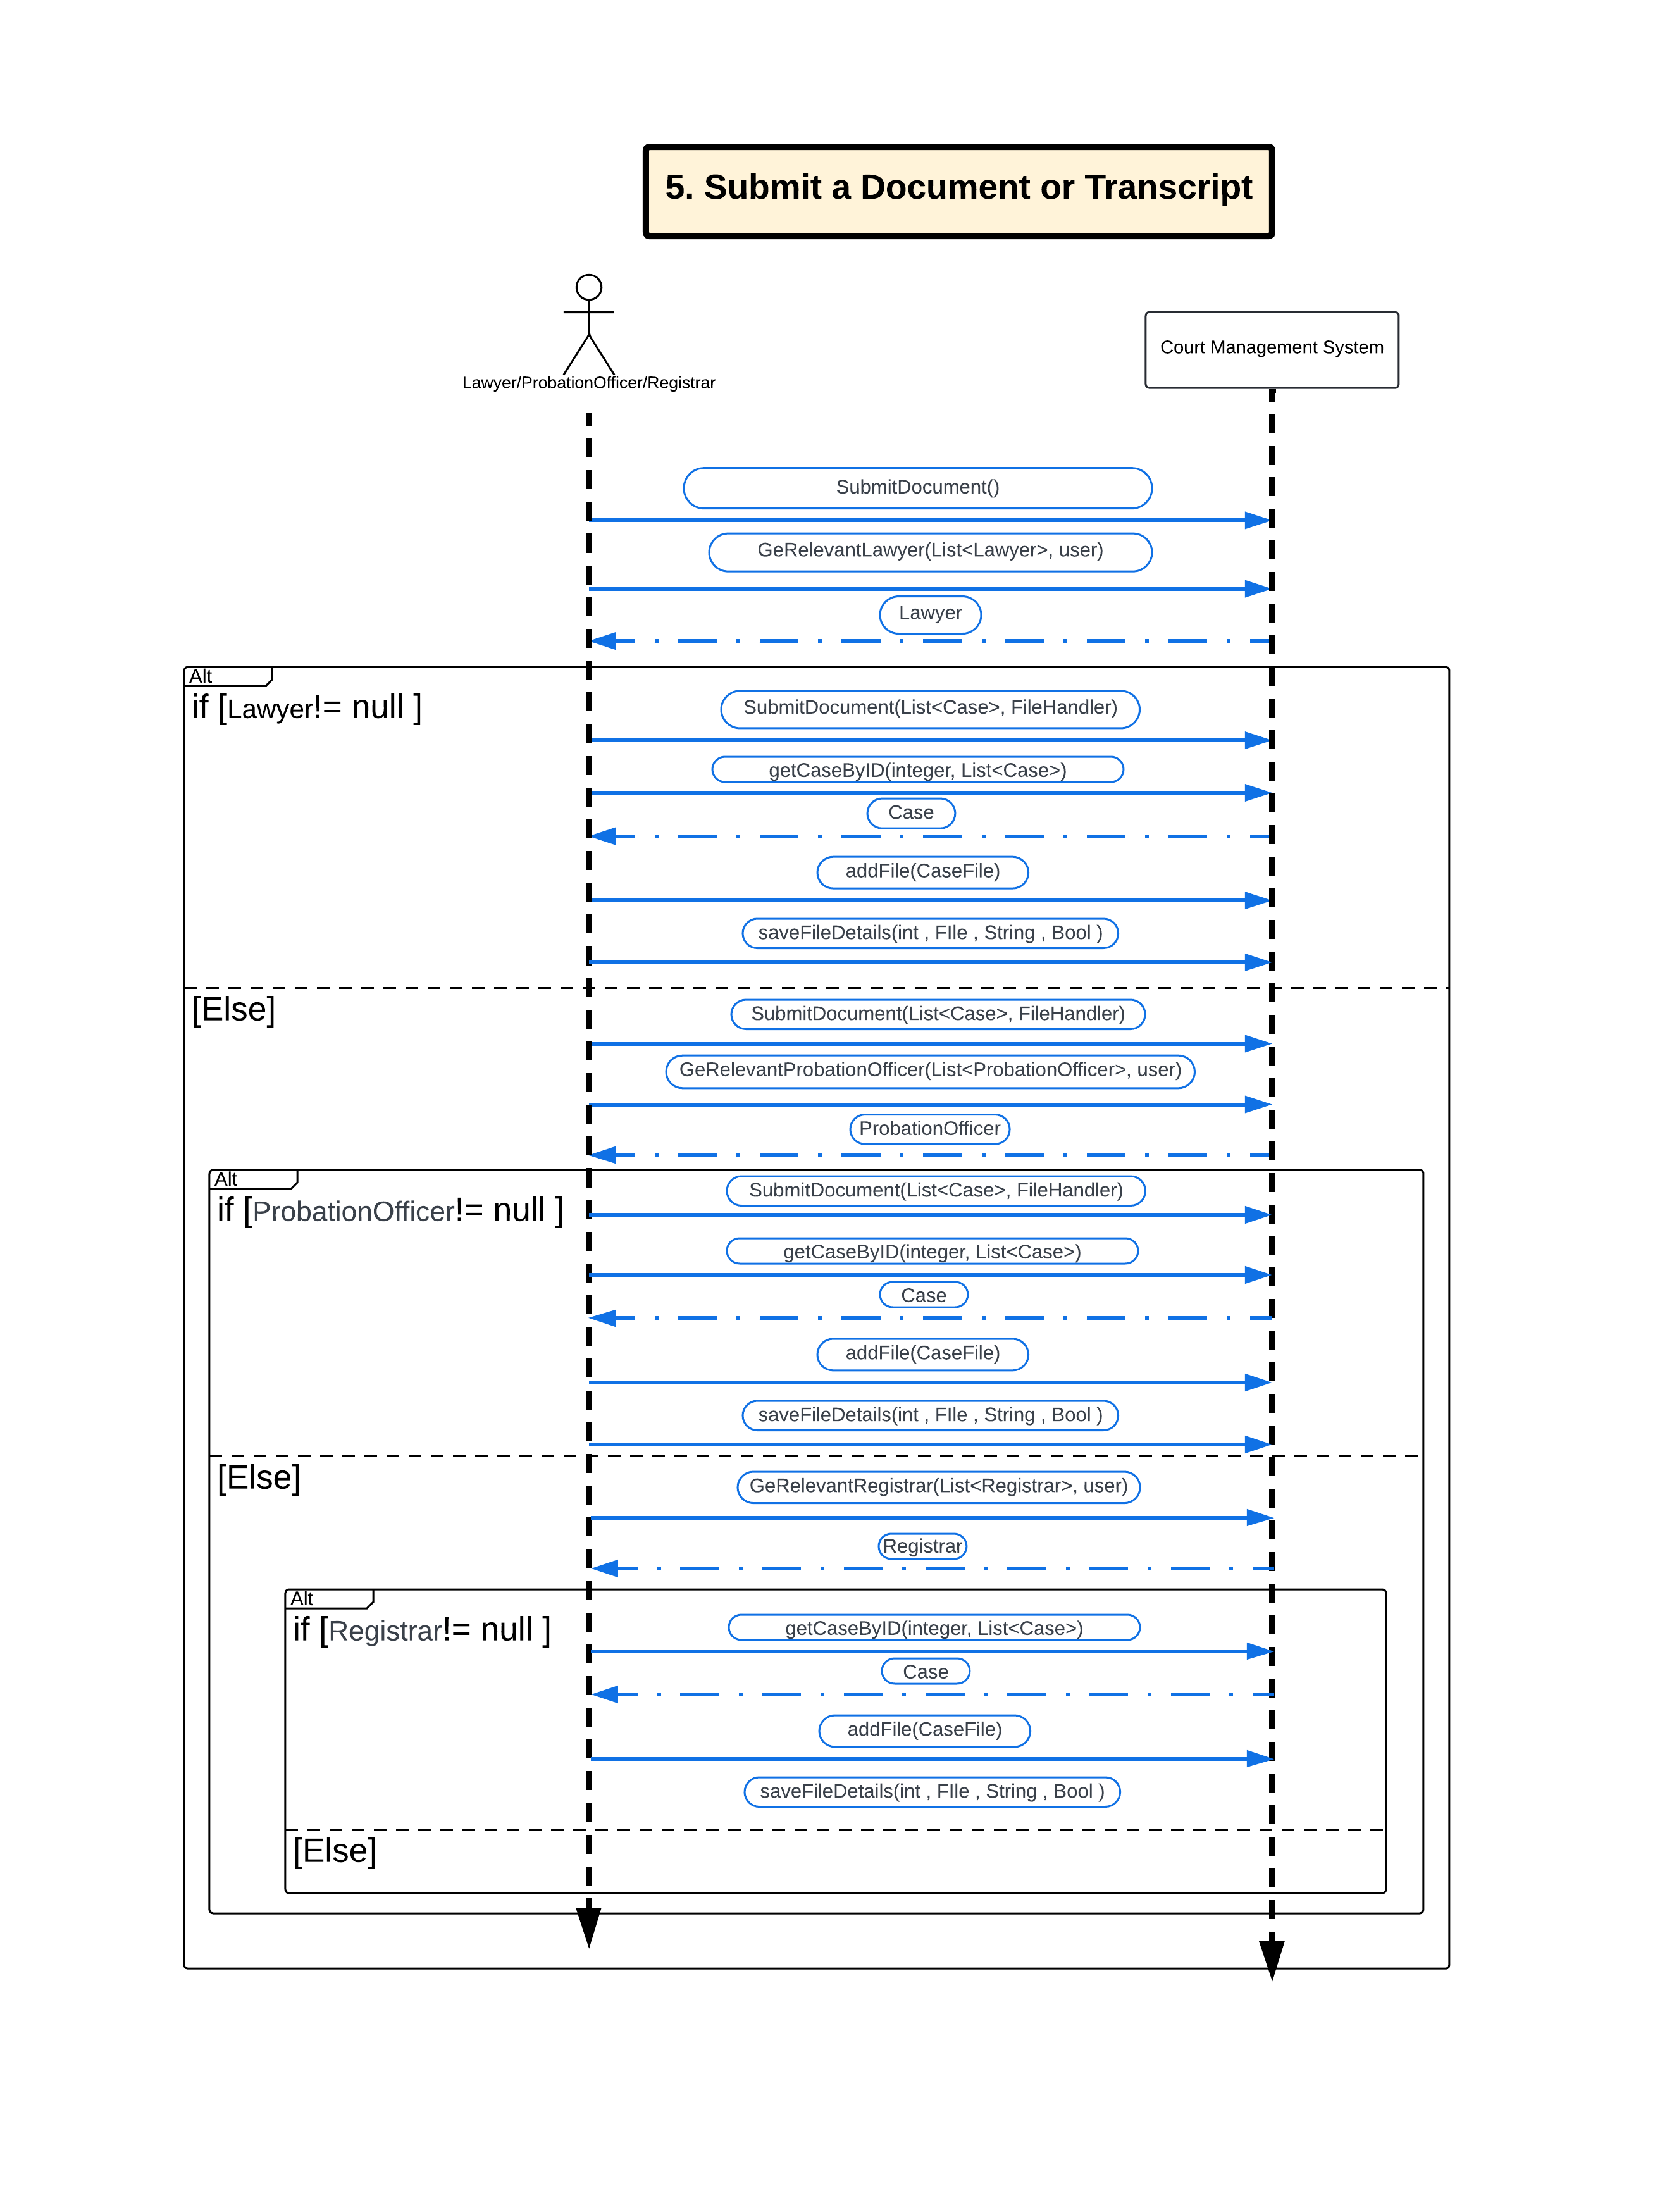 5. Submit a Document or Transcript
Lawyer/ProbationOfficer/Registrar
Court Management System
SubmitDocument()
GeRelevantLawyer(List<Lawyer>, user)
Lawyer
Alt
if [Lawyer!= null ]
SubmitDocument(List<Case>, FileHandler)
getCaseByID(integer, List<Case>)
Case
addFile(CaseFile)
saveFileDetails(int , FIle , String , Bool )
[Else]
SubmitDocument(List<Case>, FileHandler)
GeRelevantProbationOfficer(List<ProbationOfficer>, user)
ProbationOfficer
Alt
if [ProbationOfficer!= null ]
SubmitDocument(List<Case>, FileHandler)
getCaseByID(integer, List<Case>)
Case
addFile(CaseFile)
saveFileDetails(int , FIle , String , Bool )
[Else]
GeRelevantRegistrar(List<Registrar>, user)
Registrar
Alt
if [Registrar!= null ]
getCaseByID(integer, List<Case>)
Case
addFile(CaseFile)
saveFileDetails(int , FIle , String , Bool )
[Else]